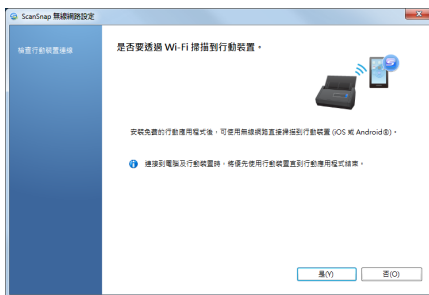 ScanSnap 無線網路設定
檢查行動裝置連線
是否要透過 Wi-Fi 掃描到行動裝置。
安裝免費的行動應用程式後，可使用無線網路直接掃描到行動裝置 (iOS 或 Android®)。
連接到電腦及行動裝置時，將優先使用行動裝置直到行動應用程式結束。
是(Y)
否(O)